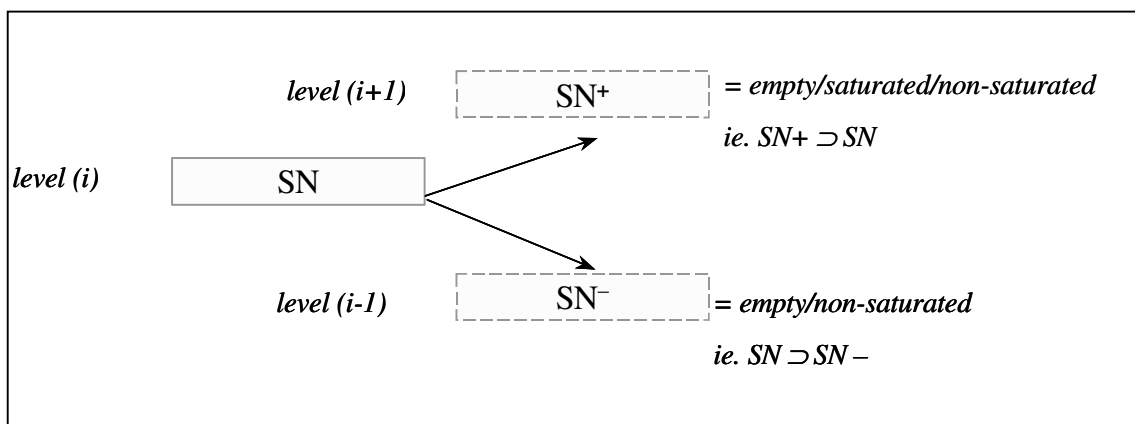 level (i+1)
SN⁺
= empty/saturated/non-saturated
ie. SN+ ⊃ SN
level (i)
SN
level (i-1)
SN⁻
= empty/non-saturated
ie. SN ⊃ SN –